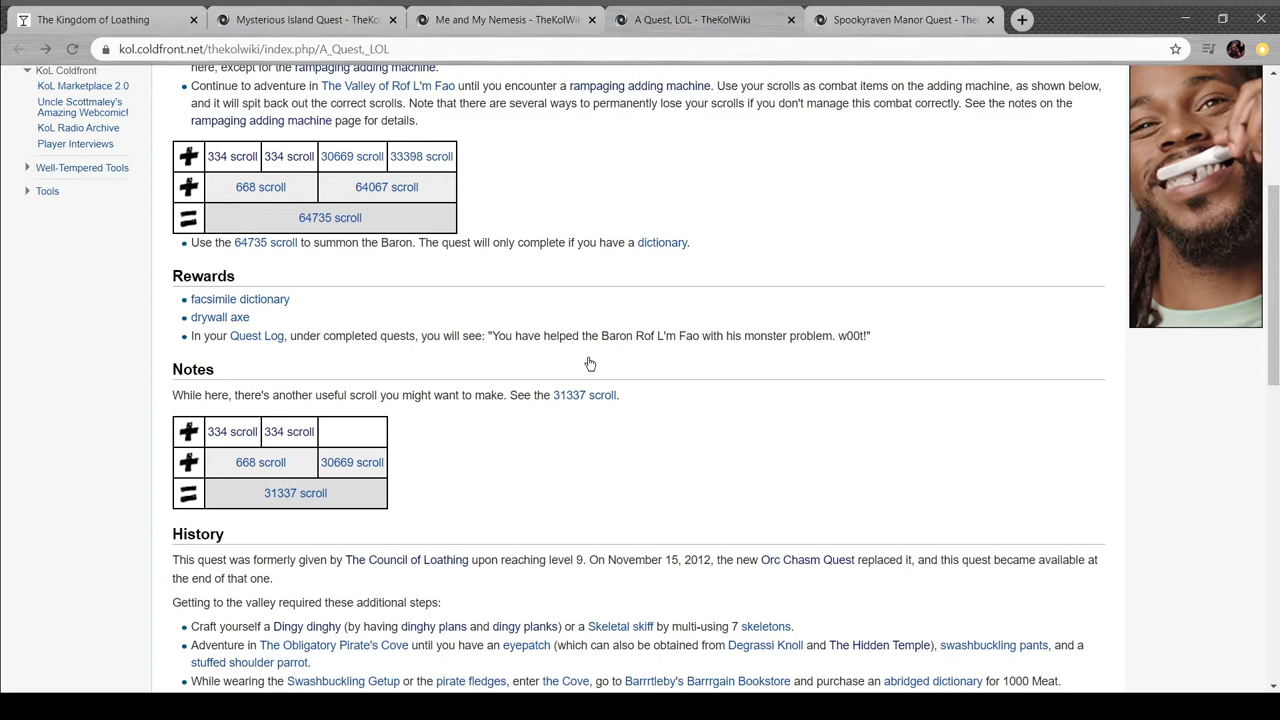 The Kingdom of Loathing
Mysterious Island Quest - TheKoL
Me and My Nemesis - TheKoLWi
A Quest, LOL - TheKoLWiki
Spookyraven Manor Quest - The
kol.coldfront.net/thekolwiki/index.php/A_Quest,_LOL
KoL Coldfront
KoL Marketplace 2.0
Uncle Scottmaley's
Amazing Webcomic!
KoL Radio Archive
Player Interviews
Well-Tempered Tools
Tools
here, except for the rampaging adding machine.
Continue to adventure in The Valley of Rof L'm Fao until you encounter a rampaging adding machine. Use your scrolls as combat items on the adding machine, as shown below,
and it will spit back out the correct scrolls. Note that there are several ways to permanently lose your scrolls if you don't manage this combat correctly. See the notes on
the rampaging adding machine page for details.
+ 334 scroll 334 scroll 30669 scroll 33398 scroll
+ 668 scroll 64067 scroll
= 64735 scroll
Use the 64735 scroll to summon the Baron. The quest will only complete if you have a dictionary.
Rewards
facsimile dictionary
drywall axe
In your Quest Log, under completed quests, you will see: "You have helped the Baron Rof L'm Fao with his monster problem. w00t!"
Notes
While here, there's another useful scroll you might want to make. See the 31337 scroll.
+ 334 scroll 334 scroll
+ 668 scroll 30669 scroll
= 31337 scroll
History
This quest was formerly given by The Council of Loathing upon reaching level 9. On November 15, 2012, the new Orc Chasm Quest replaced it, and this quest became available at
the end of that one.
Getting to the valley required these additional steps:
Craft yourself a Dingy dinghy (by having dinghy plans and dingy planks) or a Skeletal skiff by multi-using 7 skeletons.
Adventure in The Obligatory Pirate's Cove until you have an eyepatch (which can also be obtained from Degrassi Knoll and The Hidden Temple), swashbuckling pants, and a
stuffed shoulder parrot.
While wearing the Swashbuckling Getup or the pirate fledges, enter the Cove, go to Barrrtleby's Barrrgain Bookstore and purchase an abridged dictionary for 1000 Meat.